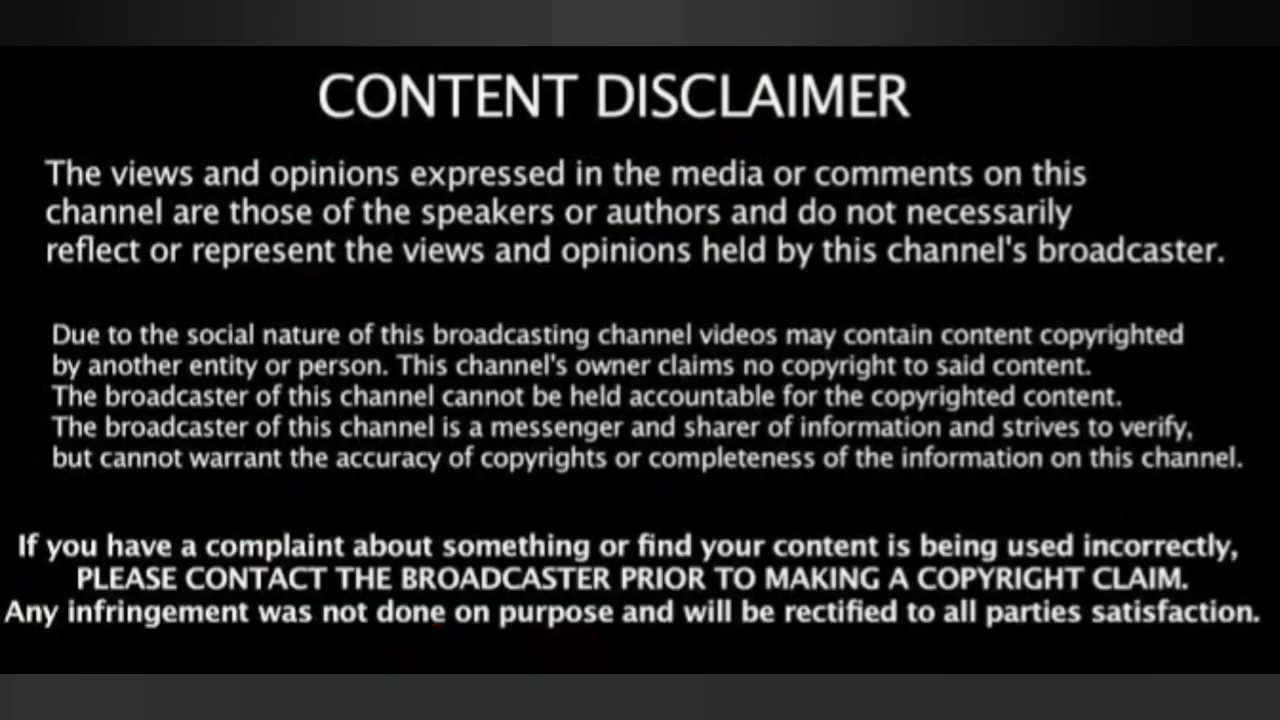 CONTENT DISCLAIMER
The views and opinions expressed in the media or comments on this
channel are those of the speakers or authors and do not necessarily
reflect or represent the views and opinions held by this channel's broadcaster.
Due to the social nature of this broadcasting channel videos may contain content copyrighted
by another entity or person. This channel's owner claims no copyright to said content.
The broadcaster of this channel cannot be held accountable for the copyrighted content.
The broadcaster of this channel is a messenger and sharer of information and strives to verify,
but cannot warrant the accuracy of copyrights or completeness of the information on this channel.
If you have a complaint about something or find your content is being used incorrectly,
PLEASE CONTACT THE BROADCASTER PRIOR TO MAKING A COPYRIGHT CLAIM.
Any infringement was not done on purpose and will be rectified to all parties satisfaction.